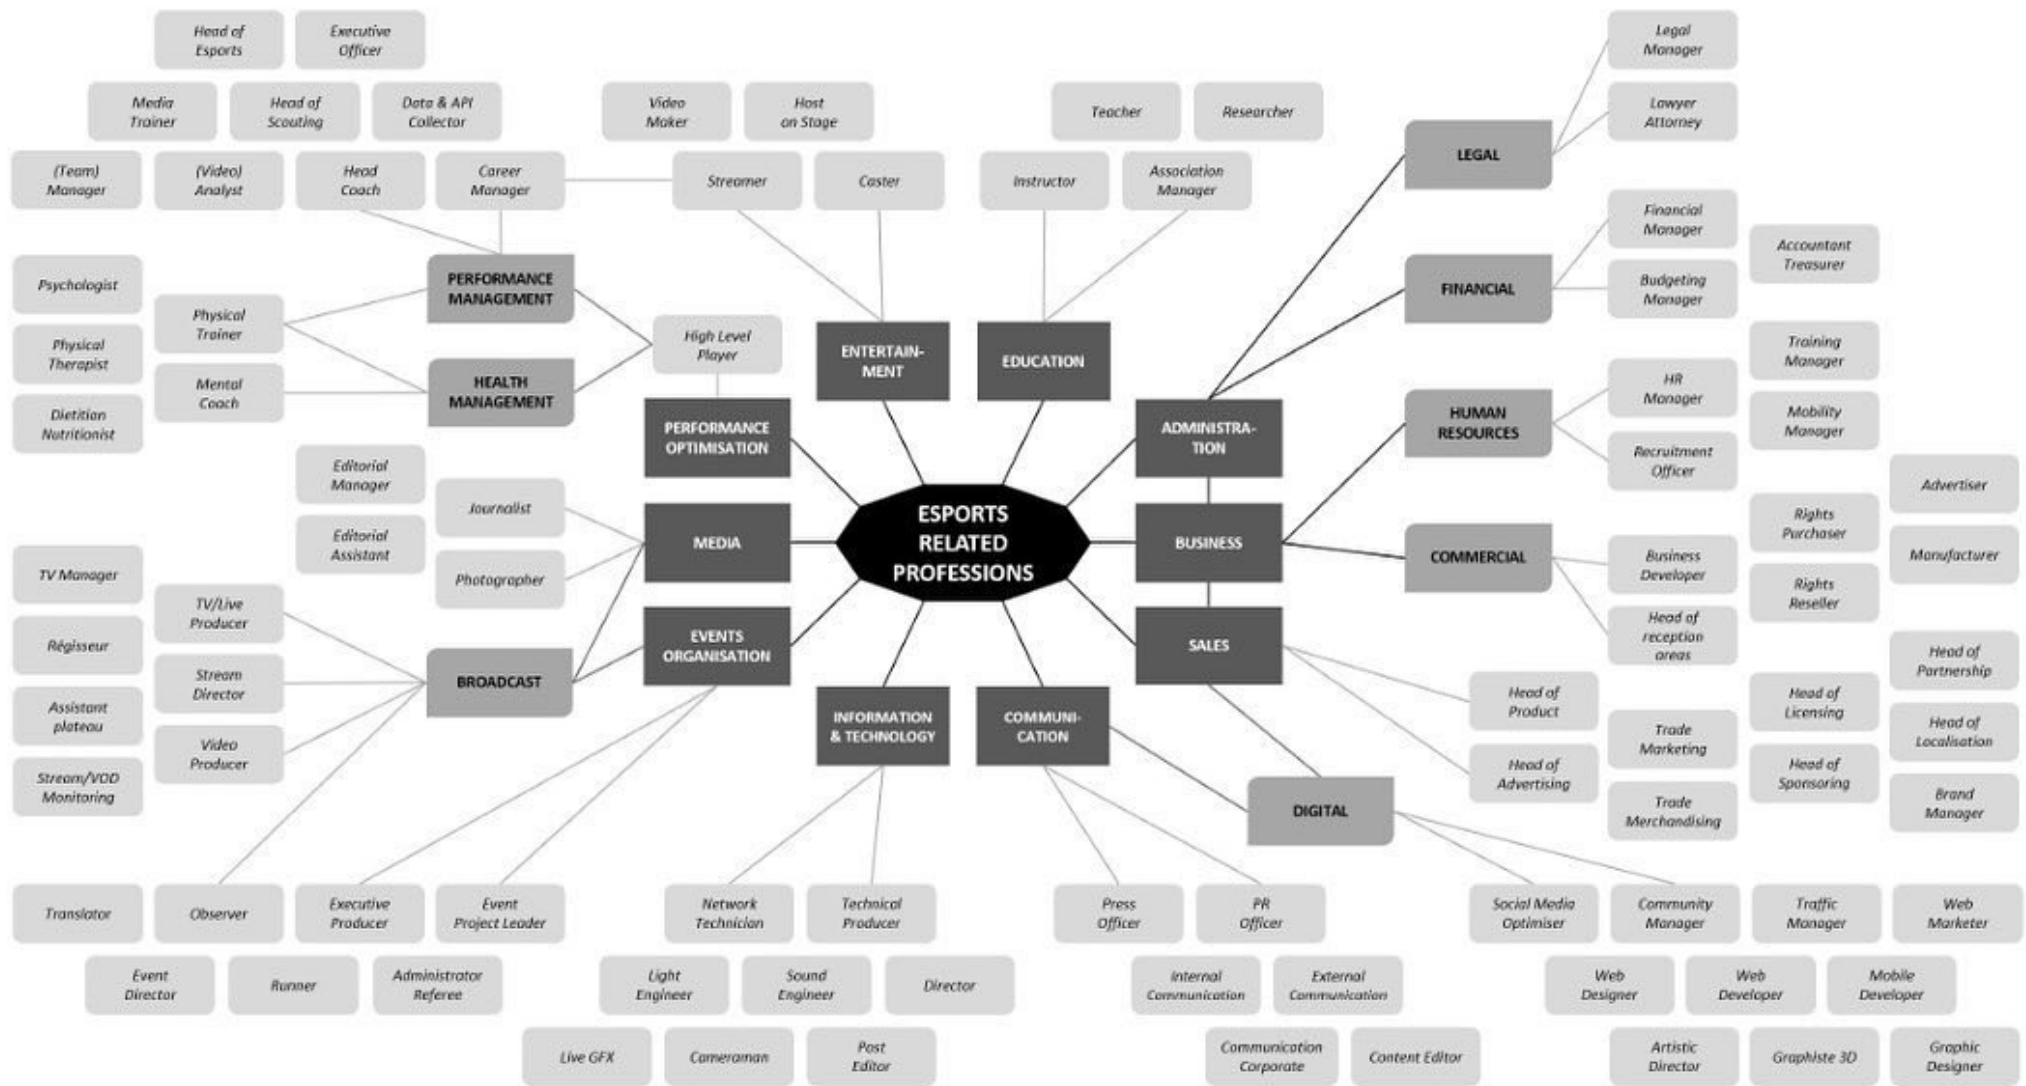 Head of
Esports
Executive
Officer
Legal
Manager
Media
Trainer
Head of
Scouting
Data & API
Collector
Video
Maker
Host
on Stage
Teacher
Researcher
Lawyer
Attorney
LEGAL
(Team)
Manager
(Video)
Analyst
Head
Coach
Career
Manager
Streamer
Caster
Instructor
Association
Manager
Financial
Manager
Accountant
Treasurer
Psychologist
PERFORMANCE
MANAGEMENT
FINANCIAL
Budgeting
Manager
Physical
Trainer
High Level
Player
ENTERTAIN-
MENT
EDUCATION
Training
Manager
Physical
Therapist
HEALTH
MANAGEMENT
HR
Manager
Mental
Coach
Dietition
Nutritionist
PERFORMANCE
OPTIMISATION
ADMINISTRA-
TION
HUMAN
RESOURCES
Mobility
Manager
Editorial
Manager
Recruitment
Officer
Advertiser
Journalist
ESPORTS
RELATED
PROFESSIONS
Rights
Purchaser
Editorial
Assistant
MEDIA
BUSINESS
COMMERCIAL
Business
Developer
Manufacturer
TV Manager
Photographer
Rights
Reseller
TV/Live
Producer
EVENTS
ORGANISATION
SALES
Head of
reception
areas
Régisseur
Head of
Partnership
Stream
Director
BROADCAST
Head of
Product
Head of
Licensing
Assistant
plateau
INFORMATION
& TECHNOLOGY
COMMUNI-
CATION
Trade
Marketing
Head of
Localisation
Video
Producer
Head of
Advertising
Head of
Sponsoring
Stream/VOD
Monitoring
DIGITAL
Trade
Merchandising
Brand
Manager
Translator
Observer
Executive
Producer
Event
Project Leader
Network
Technician
Technical
Producer
Press
Officer
PR
Officer
Social Media
Optimiser
Community
Manager
Traffic
Manager
Web
Marketer
Event
Director
Runner
Administrator
Referee
Light
Engineer
Sound
Engineer
Director
Internal
Communication
External
Communication
Web
Designer
Web
Developer
Mobile
Developer
Live GFX
Cameraman
Post
Editor
Communication
Corporate
Content Editor
Artistic
Director
Graphiste 3D
Graphic
Designer